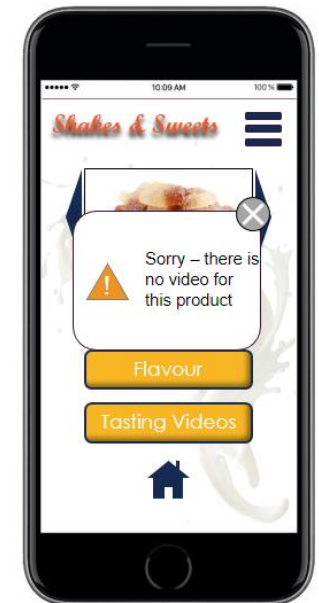 10:09 AM
100 %
Shakes & Sweets
!
Sorry – there is
no video for
this product
Flavour
Tasting Videos